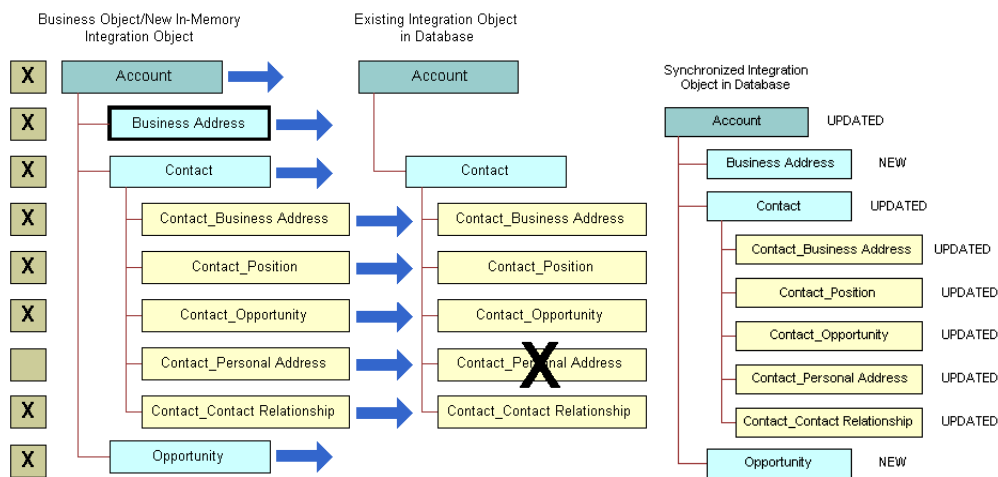 Business Object/New In-Memory
Integration Object
X
Account
X
Business Address
X
Contact
X
Contact_Business Address
X
Contact_Position
X
Contact_Opportunity
Contact_Personal Address
X
Contact_Contact Relationship
X
Opportunity
Existing Integration Object
in Database
Account
Contact
Contact_Business Address
Contact_Position
Contact_Opportunity
Contact_Personal Address
X
Contact_Contact Relationship
Synchronized Integration
Object in Database
Account UPDATED
Business Address NEW
Contact UPDATED
Contact_Business Address UPDATED
Contact_Position UPDATED
Contact_Opportunity UPDATED
Contact_Personal Address UPDATED
Contact_Contact Relationship UPDATED
Opportunity NEW